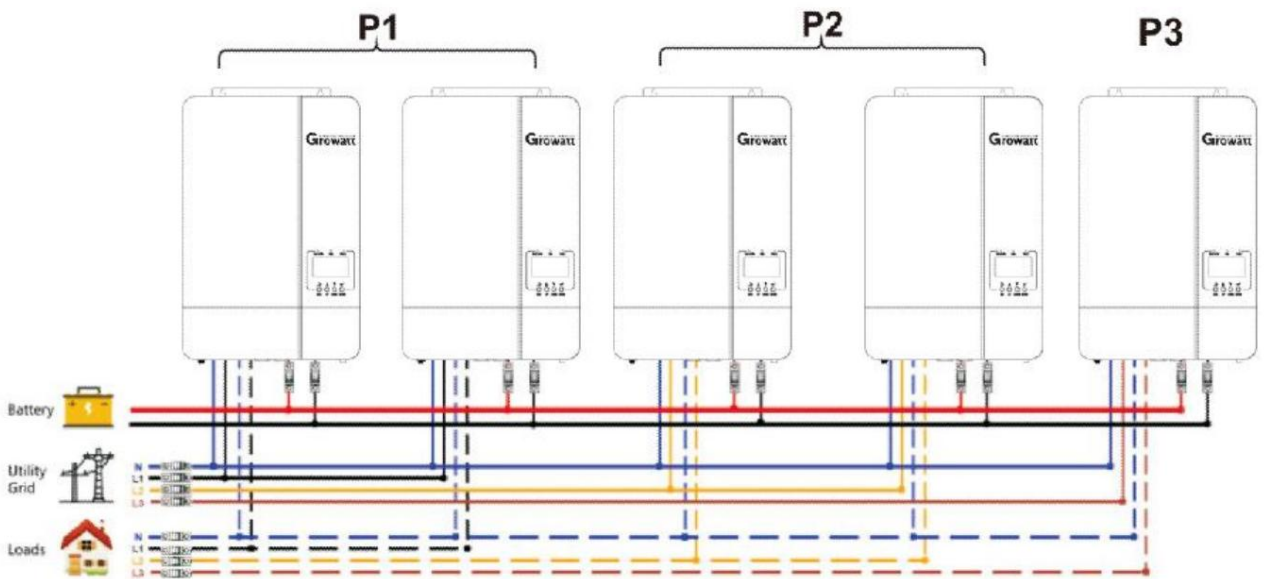 P1
P2
P3
Growatt
Growatt
Growatt
Growatt
Growatt
Battery
Utility
Grid
N
L1
L2
L3
Loads
N
L1
L2
L3